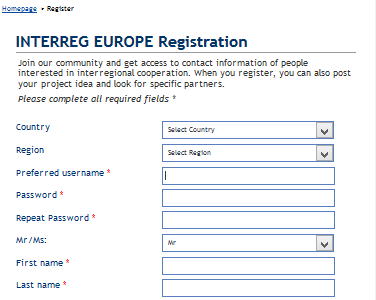 Homepage • Register
INTERREG EUROPE Registration
Join our community and get access to contact information of people
interested in interregional cooperation. When you register, you can also post
your project idea and look for specific partners.
Please complete all required fields *
Country Select Country
Region Select Region
Preferred username *
Password *
Repeat Password *
Mr/Ms: Mr
First name *
Last name *